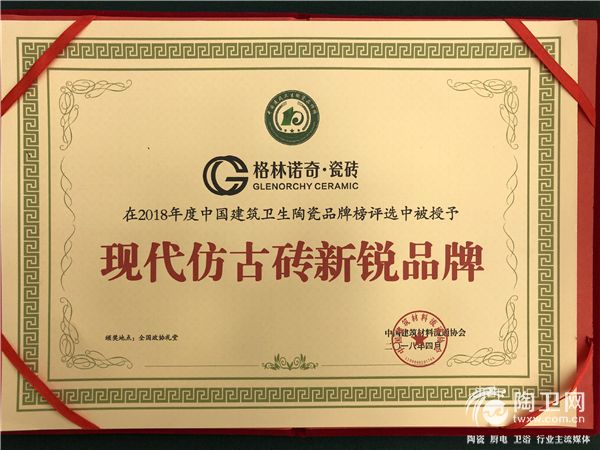 格林诺奇·瓷砖
GLENORCHY CERAMIC
在2018年度中国建筑卫生陶瓷品牌榜评选中被授予
现代仿古砖新锐品牌
颁奖地点：全国政协礼堂
中国建筑材料流通协会
二〇一八年四月
陶卫网
twxw.com
陶瓷 厨电 卫浴 行业主流媒体